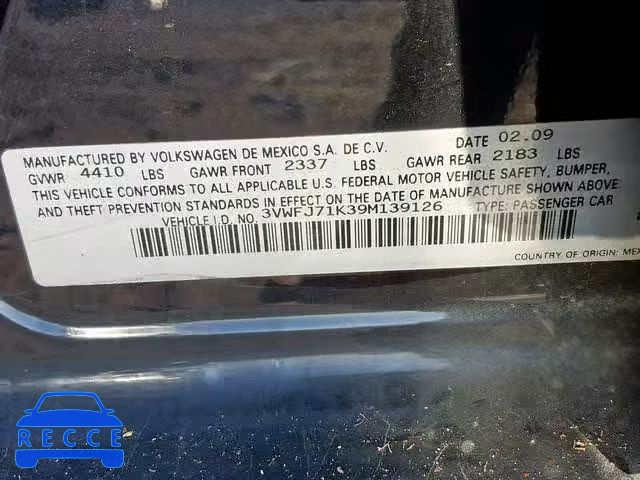 MANUFACTURED BY VOLKSWAGEN DE MEXICO S.A. DE C.V. DATE 02.09
GVWR 4410 LBS GAWR FRONT 2337 LBS GAWR REAR 2183 LBS
THIS VEHICLE CONFORMS TO ALL APPLICABLE U.S. FEDERAL MOTOR VEHICLE SAFETY, BUMPER,
AND THEFT PREVENTION STANDARDS IN EFFECT ON THE DATE OF MANUFACTURE SHOWN ABOVE.
VEHICLE I.D. NO. 3VWFJ71K39M139126 TYPE: PASSENGER CAR
COUNTRY OF ORIGIN: MEX
RECCE